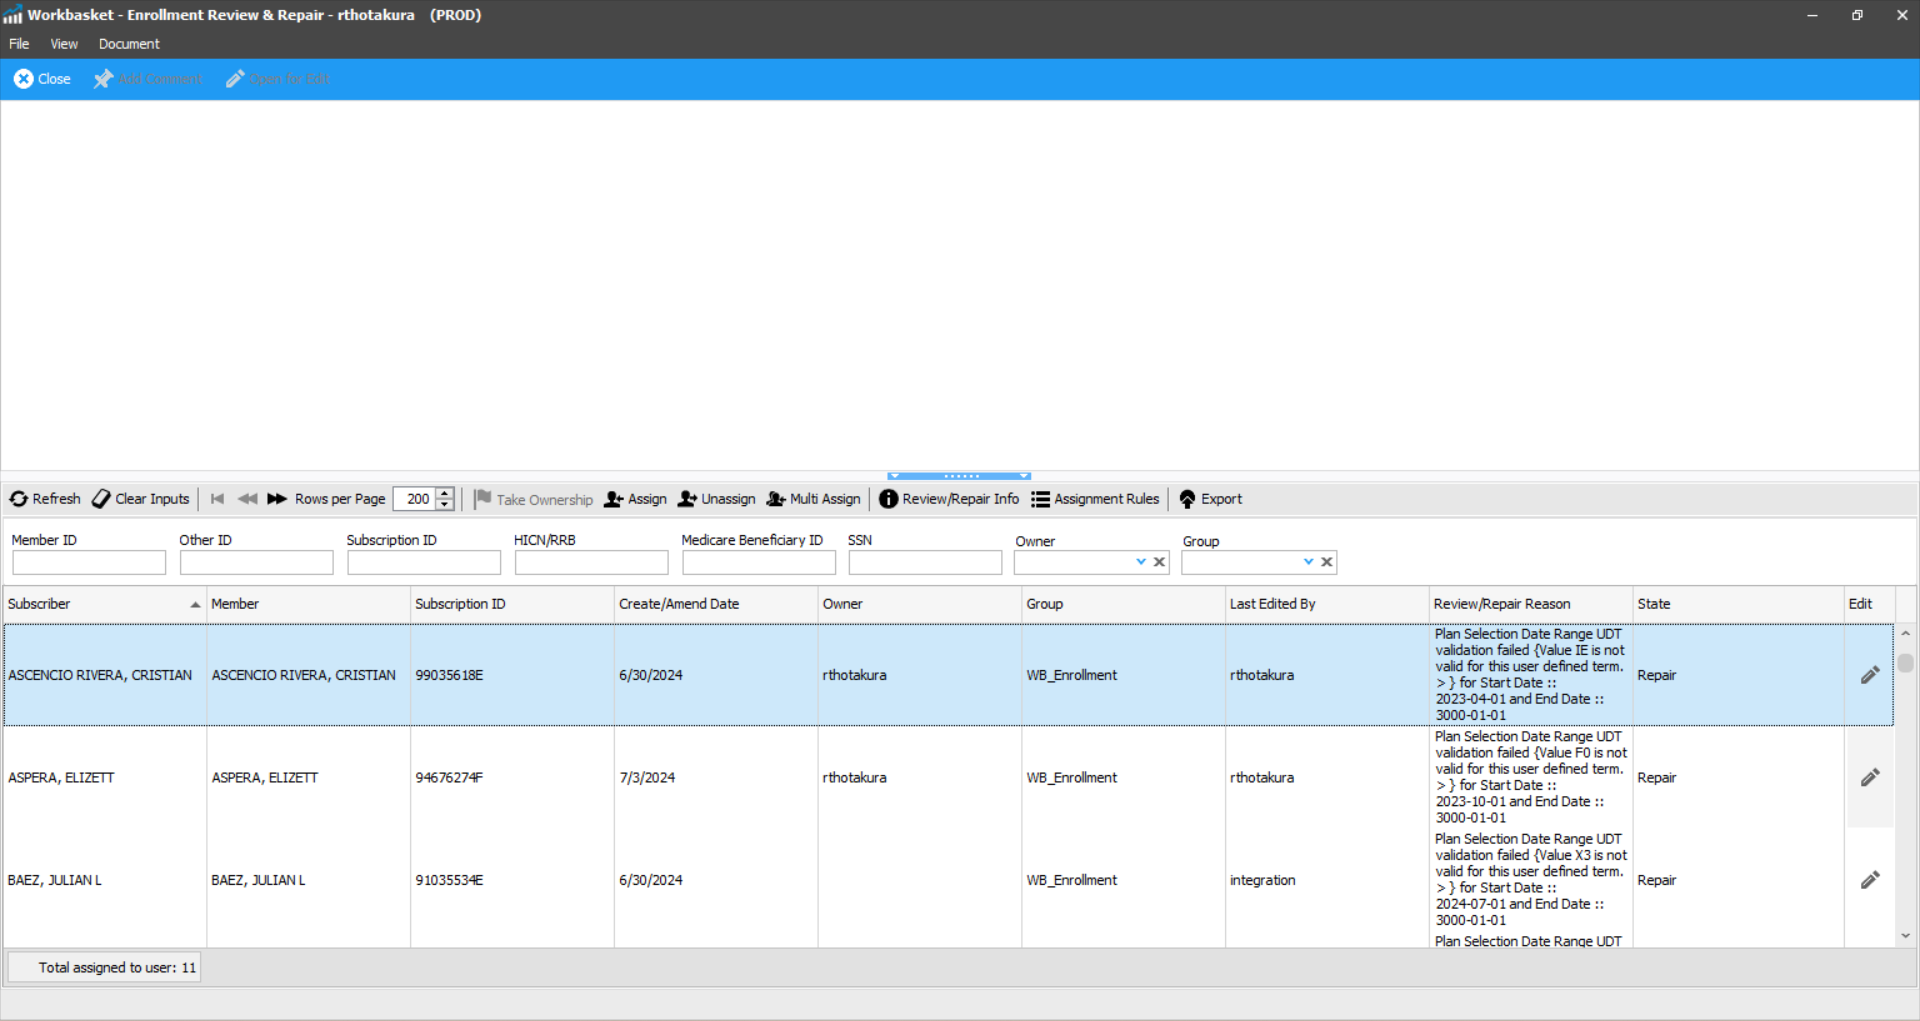 Workbasket - Enrollment Review & Repair - rthotakura (PROD)
File View Document
Close Add Comment Open for Edit
Refresh Clear Inputs Rows per Page 200 Take Ownership Assign Unassign Multi Assign Review/Repair Info Assignment Rules Export
Member ID Other ID Subscription ID HICN/RRB Medicare Beneficiary ID SSN Owner Group
Subscriber Member Subscription ID Create/Amend Date Owner Group Last Edited By Review/Repair Reason State Edit
ASCENCIO RIVERA, CRISTIAN ASCENCIO RIVERA, CRISTIAN 99035618E 6/30/2024 rthotakura WB_Enrollment rthotakura
Plan Selection Date Range UDT
validation failed {Value IE is not
valid for this user defined term.
> } for Start Date ::
2023-04-01 and End Date ::
3000-01-01
Repair
ASPERA, ELIZETT ASPERA, ELIZETT 94676274F 7/3/2024 rthotakura WB_Enrollment rthotakura
Plan Selection Date Range UDT
validation failed {Value F0 is not
valid for this user defined term.
> } for Start Date ::
2023-10-01 and End Date ::
3000-01-01
Repair
BAEZ, JULIAN L BAEZ, JULIAN L 91035534E 6/30/2024 WB_Enrollment integration
Plan Selection Date Range UDT
validation failed {Value X3 is not
valid for this user defined term.
> } for Start Date ::
2024-07-01 and End Date ::
3000-01-01
Repair
Plan Selection Date Range UDT
Total assigned to user: 11